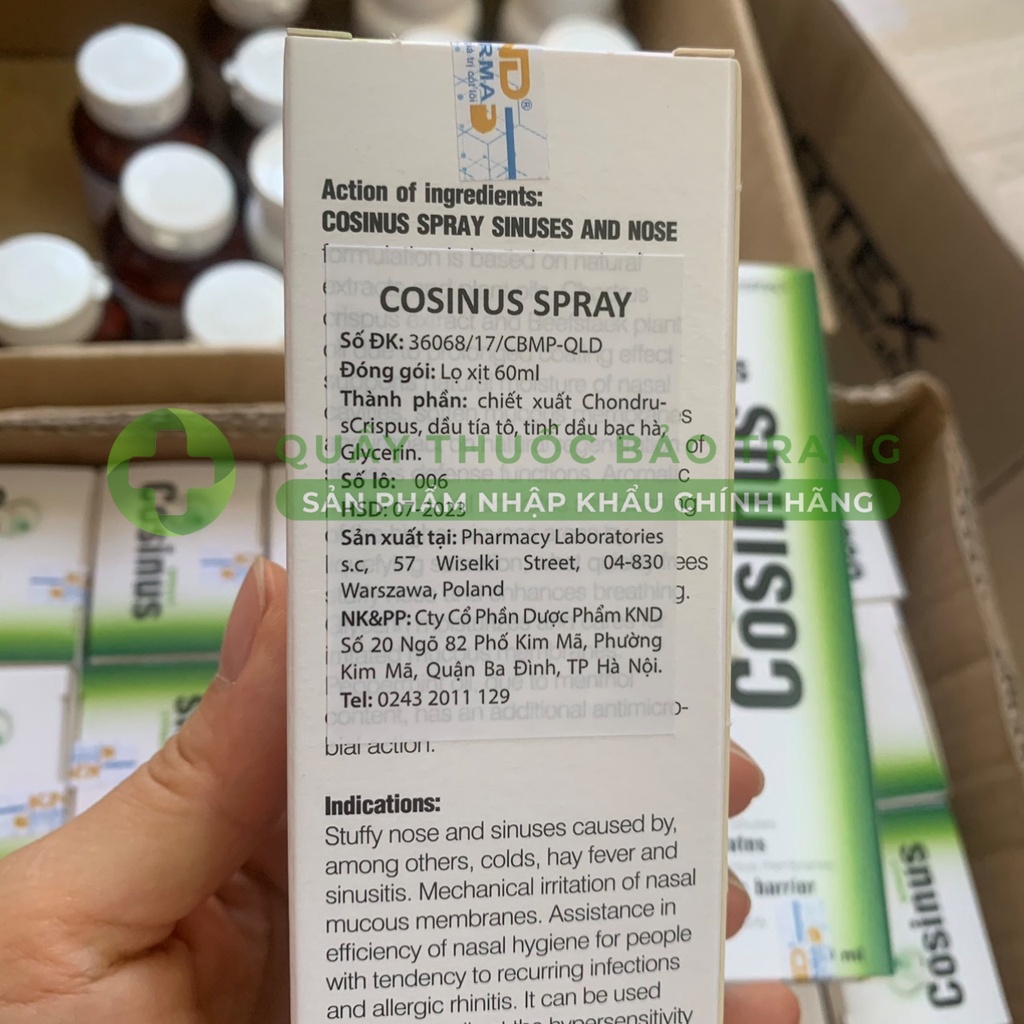 Action of ingredients:
COSINUS SPRAY SINUSES AND NOSE
formulation is based on natural
COSINUS SPRAY
Số ĐK: 36068/17/CBMP-QLD
Đóng gói: Lọ xịt 60ml
Thành phần: chiết xuất Chondru-
sCrispus, dầu tía tô, tinh dầu bạc hà,
Glycerin.
Số lô: 006
HSD: 07-2023
Sản xuất tại: Pharmacy Laboratories
s.c, 57 Wiselki Street, 04-830
Warszawa, Poland
NK&PP: Cty Cổ Phần Dược Phẩm KND
Số 20 Ngõ 82 Phố Kim Mã, Phường
Kim Mã, Quận Ba Đình, TP Hà Nội.
Tel: 0243 2011 129
content, has an additional antimicro-
bial action.
Indications:
Stuffy nose and sinuses caused by,
among others, colds, hay fever and
sinusitis. Mechanical irritation of nasal
mucous membranes. Assistance in
efficiency of nasal hygiene for people
with tendency to recurring infections
and allergic rhinitis. It can be used
hypersensitivity
QUẦY THUỐC BẢO TRANG
SẢN PHẨM NHẬP KHẨU CHÍNH HÃNG
Cosinus
Cosinus
barrier
Cosinus